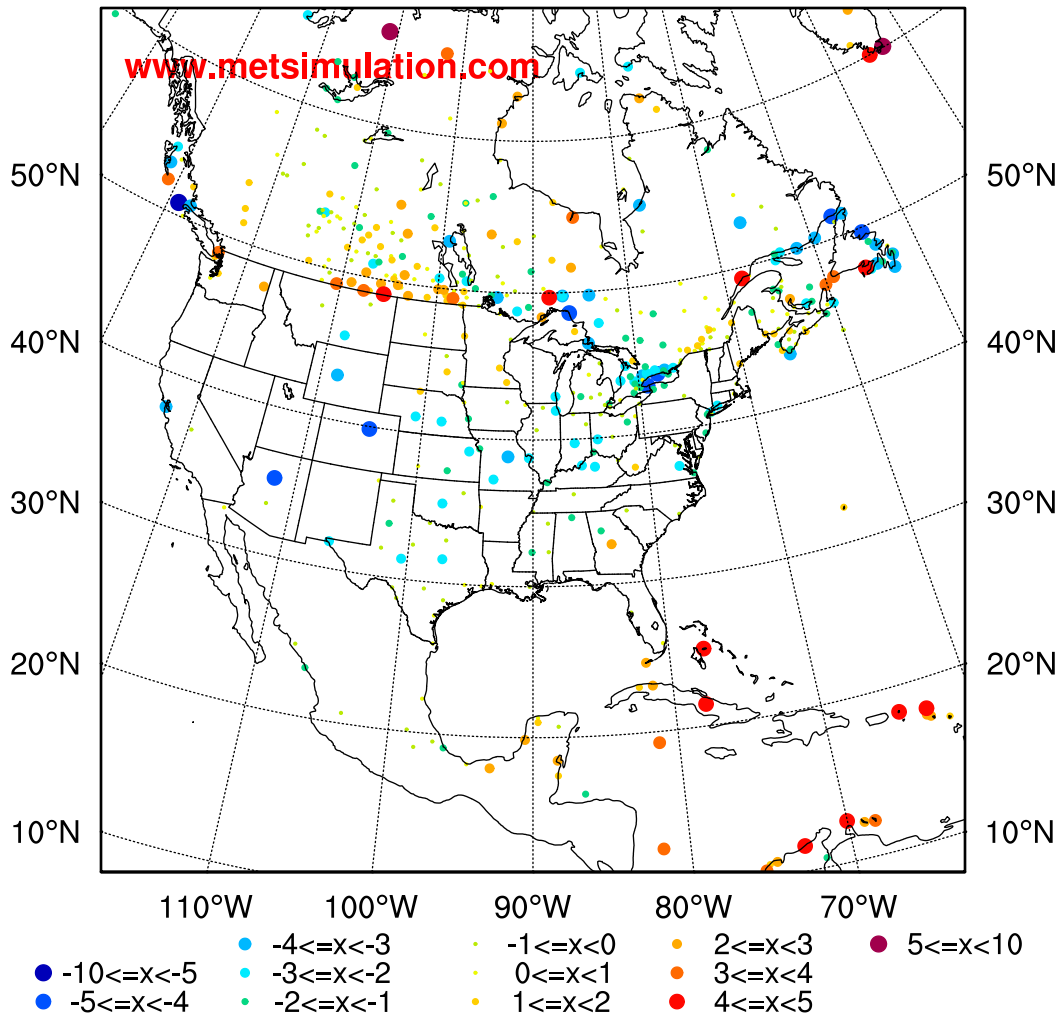 www.metsimulation.com
50°N 50°N
40°N 40°N
30°N 30°N
20°N 20°N
10°N 10°N
110°W 100°W 90°W 80°W 70°W
-4<=x<-3 -1<=x<0 2<=x<3 5<=x<10
-10<=x<-5 -3<=x<-2 0<=x<1 3<=x<4
-5<=x<-4 -2<=x<-1 1<=x<2 4<=x<5